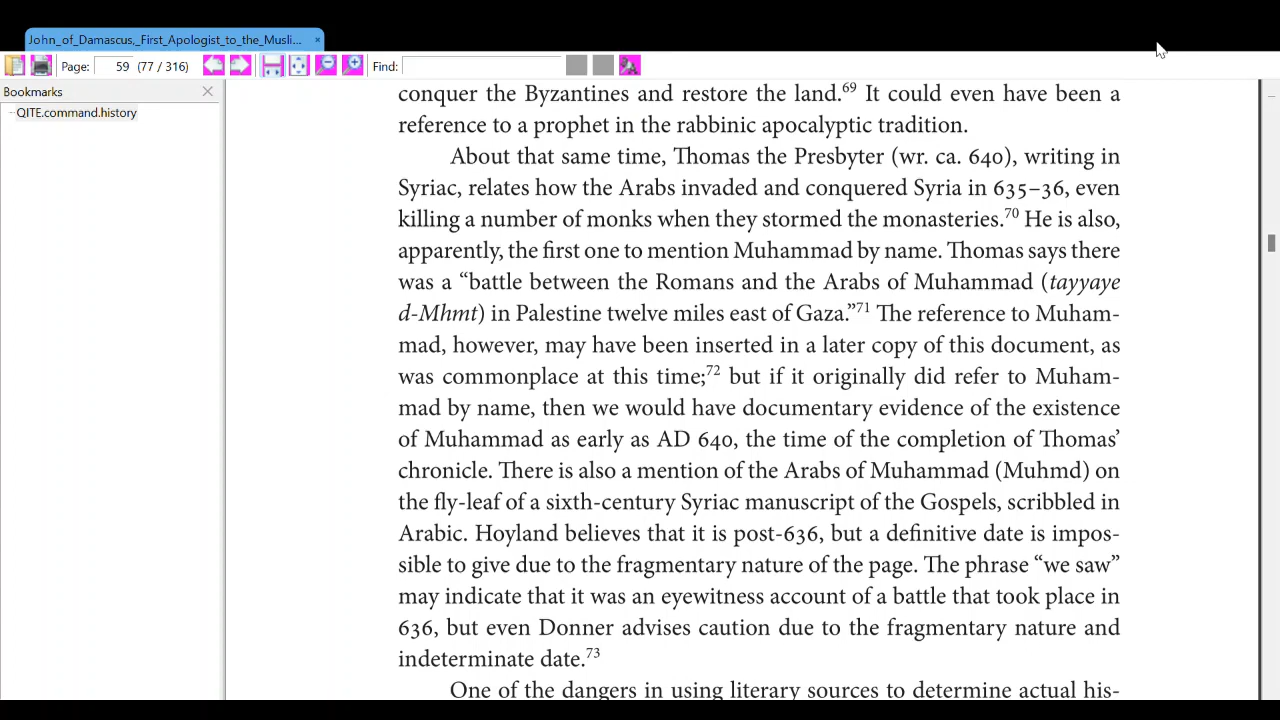 John_of_Damascus,_First_Apologist_to_the_Musli...
Page: 59 (77 / 316) Find:
Bookmarks
QITE.command.history
conquer the Byzantines and restore the land.69 It could even have been a
reference to a prophet in the rabbinic apocalyptic tradition.
About that same time, Thomas the Presbyter (wr. ca. 640), writing in
Syriac, relates how the Arabs invaded and conquered Syria in 635–36, even
killing a number of monks when they stormed the monasteries.70 He is also,
apparently, the first one to mention Muhammad by name. Thomas says there
was a “battle between the Romans and the Arabs of Muhammad (tayyaye
d-Mhmt) in Palestine twelve miles east of Gaza.”71 The reference to Muham-
mad, however, may have been inserted in a later copy of this document, as
was commonplace at this time;72 but if it originally did refer to Muham-
mad by name, then we would have documentary evidence of the existence
of Muhammad as early as AD 640, the time of the completion of Thomas’
chronicle. There is also a mention of the Arabs of Muhammad (Muhmd) on
the fly-leaf of a sixth-century Syriac manuscript of the Gospels, scribbled in
Arabic. Hoyland believes that it is post-636, but a definitive date is impos-
sible to give due to the fragmentary nature of the page. The phrase “we saw”
may indicate that it was an eyewitness account of a battle that took place in
636, but even Donner advises caution due to the fragmentary nature and
indeterminate date.73
One of the dangers in using literary sources to determine actual his-